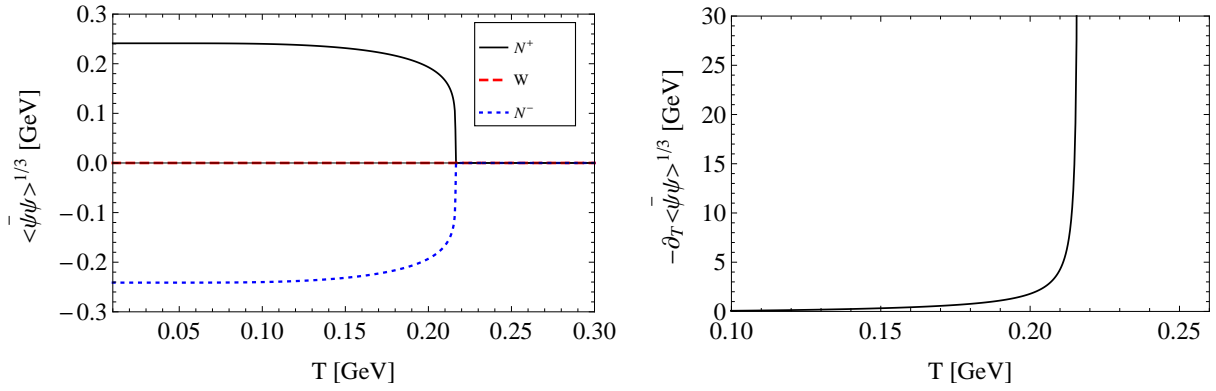 0.3
0.2
0.1
0.0
−0.1
−0.2
−0.3
<ψ̄ψ>^{1/3} [GeV]
N^+
W
N^−
0.05 0.10 0.15 0.20 0.25 0.30
T [GeV]
30
25
20
15
10
5
0
−∂_T<ψ̄ψ>^{1/3} [GeV]
0.10 0.15 0.20 0.25
T [GeV]